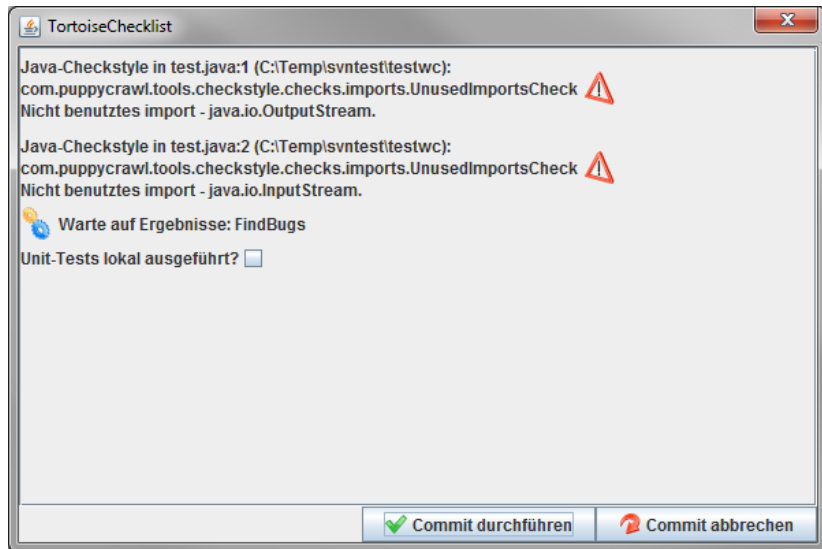 TortoiseChecklist
Java-Checkstyle in test.java:1 (C:\Temp\svntest\testwc):
com.puppycrawl.tools.checkstyle.checks.imports.UnusedImportsCheck
Nicht benutztes import - java.io.OutputStream.
Java-Checkstyle in test.java:2 (C:\Temp\svntest\testwc):
com.puppycrawl.tools.checkstyle.checks.imports.UnusedImportsCheck
Nicht benutztes import - java.io.InputStream.
Warte auf Ergebnisse: FindBugs
Unit-Tests lokal ausgeführt?
Commit durchführen
Commit abbrechen